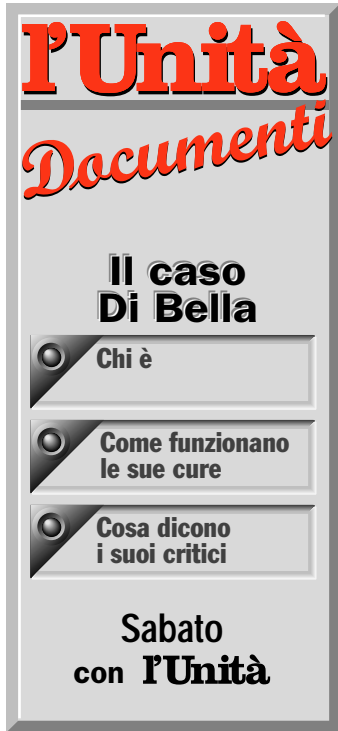 l'Unità
Documenti
Il caso
Di Bella
Chi è
Come funzionano
le sue cure
Cosa dicono
i suoi critici
Sabato
con l'Unità